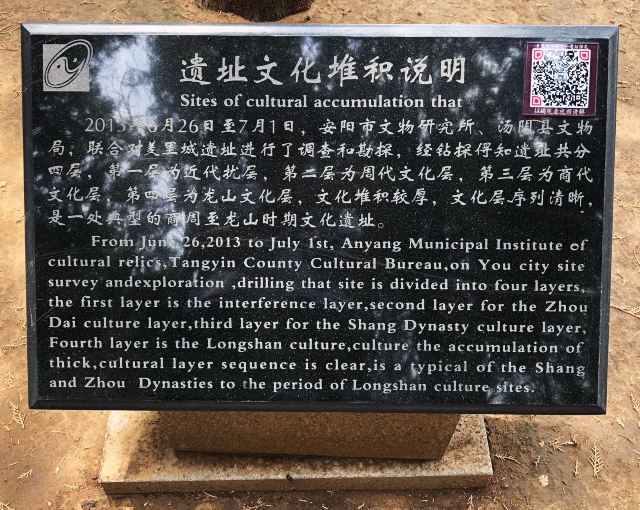 遗址文化堆积说明
Sites of cultural accumulation that
2013年6月26日至7月1日，安阳市文物研究所、汤阴县文物
局，联合对羑里城遗址进行了调查和勘探，经钻探得知遗址共分
四层，第一层为近代扰层，第二层为周代文化层，第三层为商代
文化层，第四层为龙山文化层，文化堆积较厚，文化层序列清晰，
是一处典型的商周至龙山时期文化遗址。
From June 26,2013 to July 1st, Anyang Municipal Institute of
cultural relics,Tangyin County Cultural Bureau,on You city site
survey andexploration ,drilling that site is divided into four layers,
the first layer is the interference layer,second layer for the Zhou
Dai culture layer,third layer for the Shang Dynasty culture layer,
Fourth layer is the Longshan culture,culture the accumulation of
thick,cultural layer sequence is clear,is a typical of the Shang
and Zhou Dynasties to the period of Longshan culture sites.